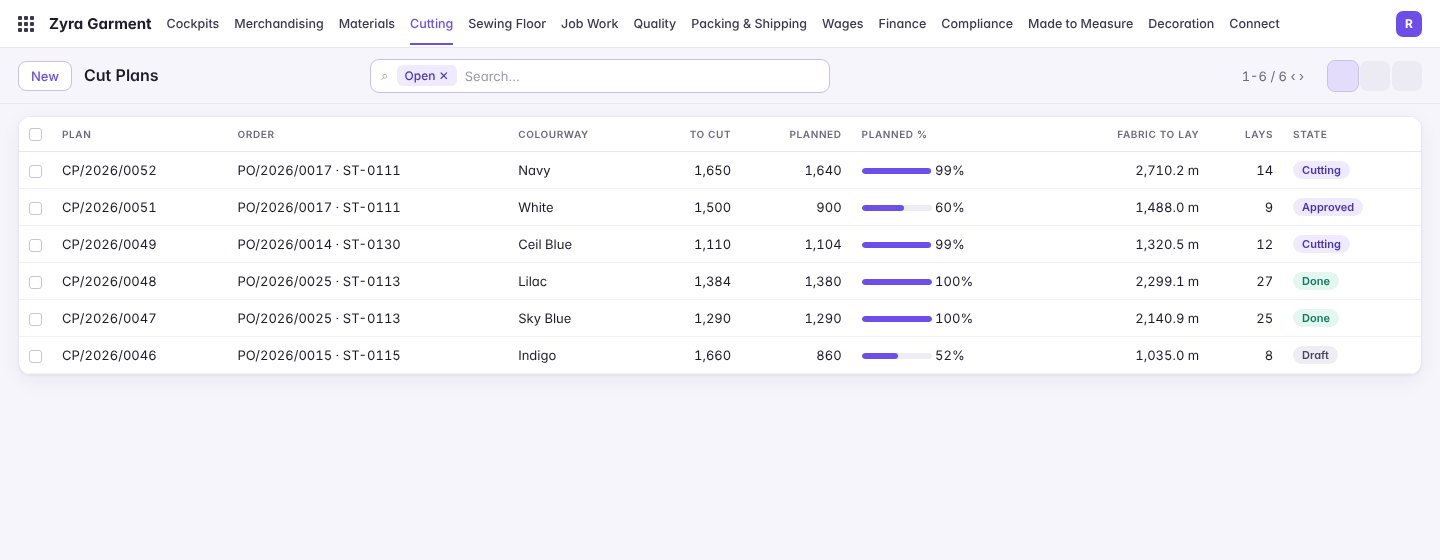 Zyra Garment Cockpits Merchandising Materials Cutting Sewing Floor Job Work Quality Packing & Shipping Wages Finance Compliance Made to Measure Decoration Connect R
New Cut Plans Open ✕ Search... 1-6 / 6 ‹ ›
PLAN ORDER COLOURWAY TO CUT PLANNED PLANNED % FABRIC TO LAY LAYS STATE
CP/2026/0052 PO/2026/0017 · ST-0111 Navy 1,650 1,640 99% 2,710.2 m 14 Cutting
CP/2026/0051 PO/2026/0017 · ST-0111 White 1,500 900 60% 1,488.0 m 9 Approved
CP/2026/0049 PO/2026/0014 · ST-0130 Ceil Blue 1,110 1,104 99% 1,320.5 m 12 Cutting
CP/2026/0048 PO/2026/0025 · ST-0113 Lilac 1,384 1,380 100% 2,299.1 m 27 Done
CP/2026/0047 PO/2026/0025 · ST-0113 Sky Blue 1,290 1,290 100% 2,140.9 m 25 Done
CP/2026/0046 PO/2026/0015 · ST-0115 Indigo 1,660 860 52% 1,035.0 m 8 Draft